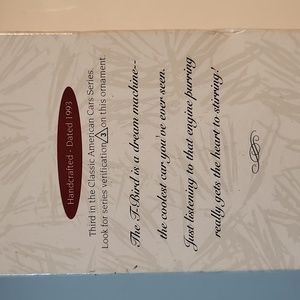 Handcrafted - Dated 1993
Third in the Classic American Cars Series.
Look for series verification 3 on this ornament.
The T-Bird is a dream machine--
the coolest car you've ever seen.
Just listening to that engine purring
really gets the heart to stirring!